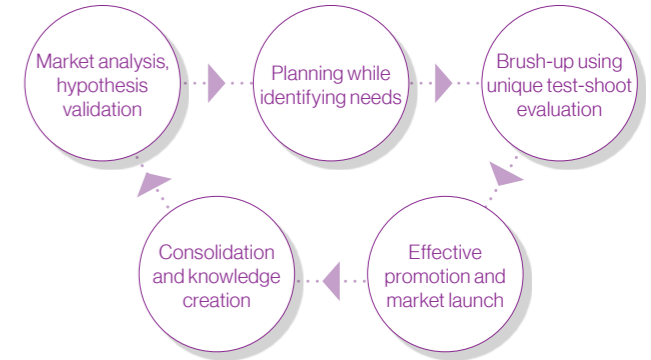 Market analysis,
hypothesis
validation
Planning while
identifying needs
Brush-up using
unique test-shoot
evaluation
Effective
promotion and
market launch
Consolidation
and knowledge
creation